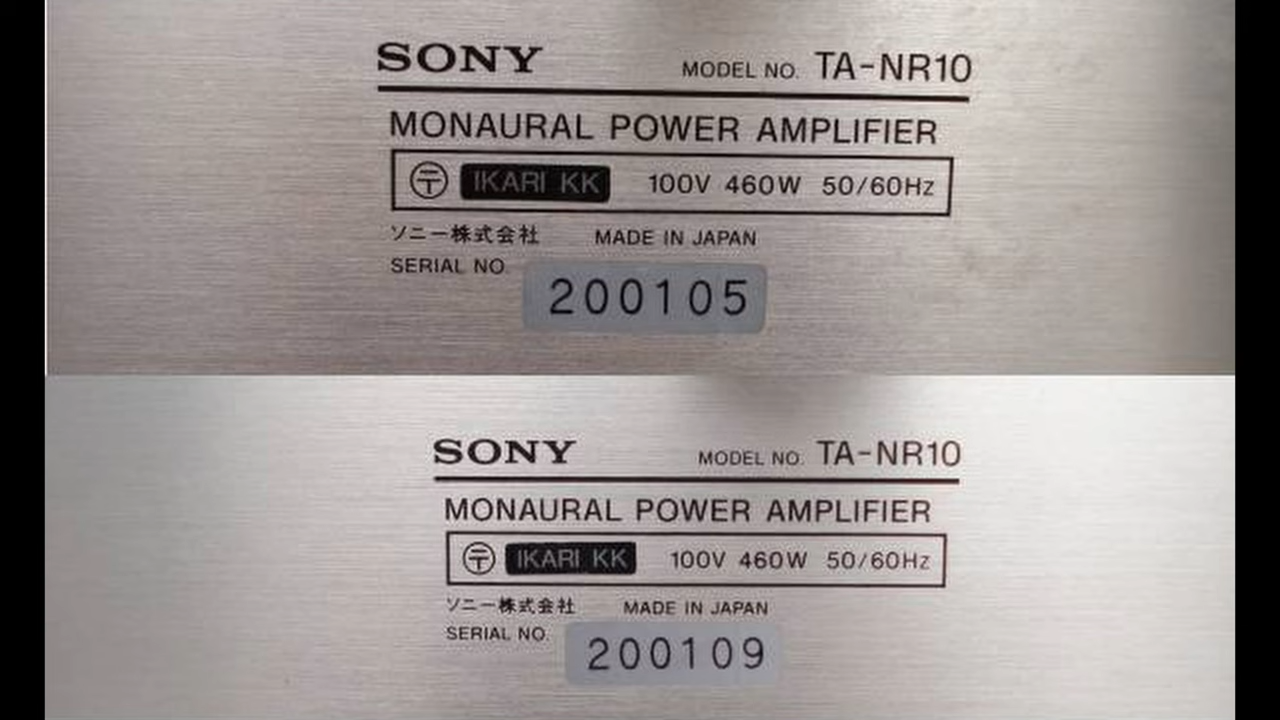 SONY MODEL NO. TA-NR10
MONAURAL POWER AMPLIFIER
〒 IKARI KK 100V 460W 50/60Hz
ソニー株式会社 MADE IN JAPAN
SERIAL NO. 200105
SONY MODEL NO. TA-NR10
MONAURAL POWER AMPLIFIER
〒 IKARI KK 100V 460W 50/60Hz
ソニー株式会社 MADE IN JAPAN
SERIAL NO. 200109